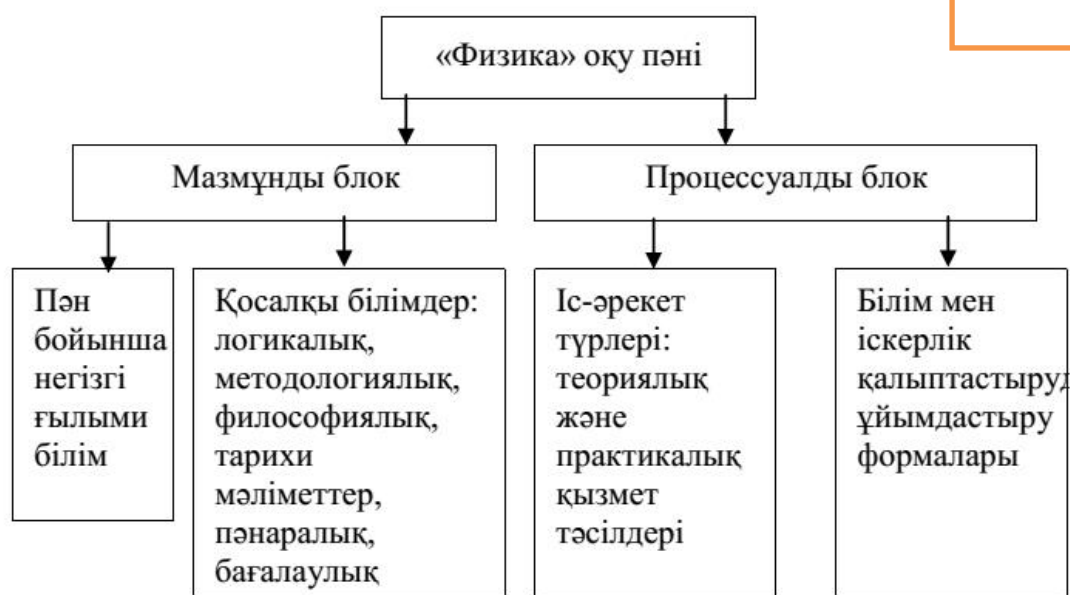 «Физика» оқу пәні
Мазмұнды блок
Процессуалды блок
Пән
бойынша
негізгі
ғылыми
білім
Қосалқы білімдер:
логикалық,
методологиялық,
философиялық,
тарихи
мәліметтер,
пәнаралық,
бағалаулық
Іс-әрекет
түрлері:
теориялық
және
практикалық
қызмет
тәсілдері
Білім мен
іскерлік
қалыптастыруд
ұйымдастыру
формалары